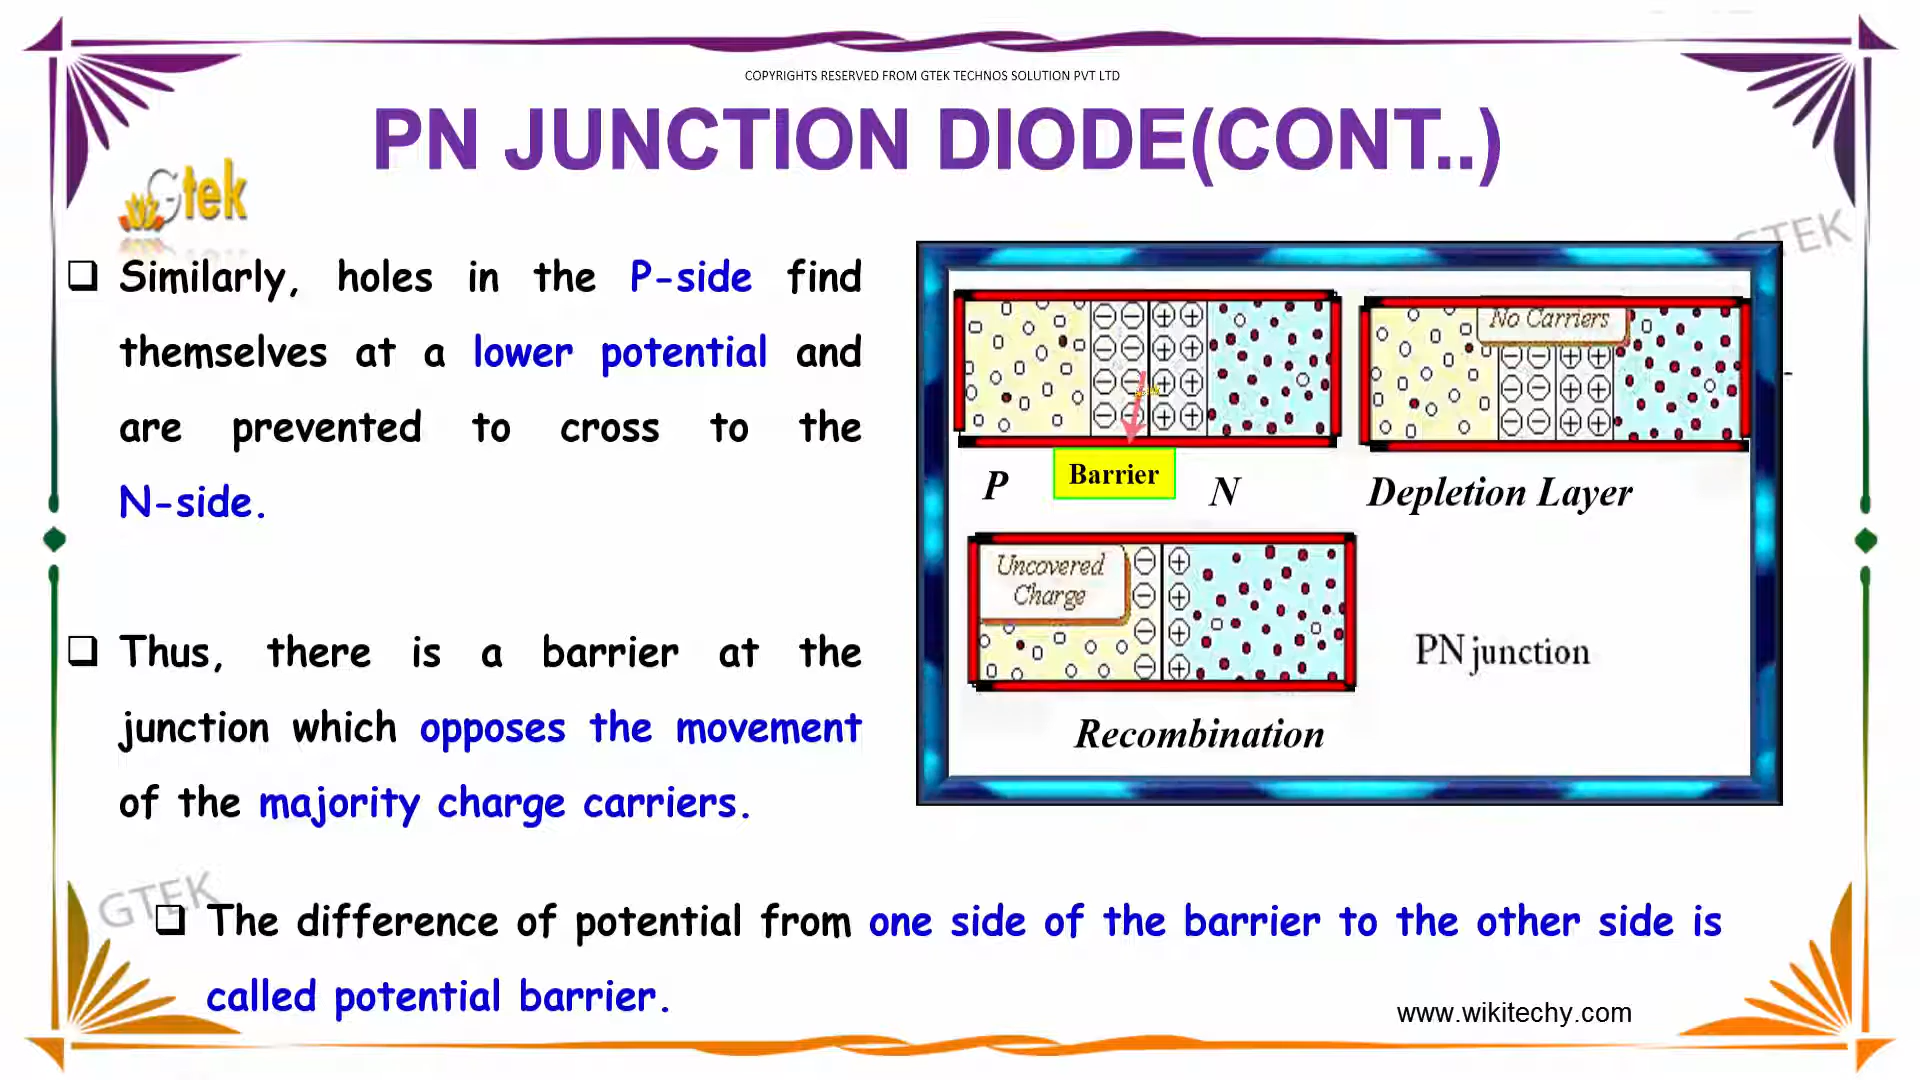 COPYRIGHTS RESERVED FROM GTEK TECHNOS SOLUTION PVT LTD
PN JUNCTION DIODE(CONT..)
Gtek
GTEK
Similarly, holes in the P-side find
themselves at a lower potential and
are prevented to cross to the
N-side.
Thus, there is a barrier at the
junction which opposes the movement
of the majority charge carriers.
No Carriers
P
Barrier
N
Depletion Layer
Uncovered
Charge
PN junction
Recombination
GTEK
The difference of potential from one side of the barrier to the other side is
called potential barrier.
www.wikitechy.com